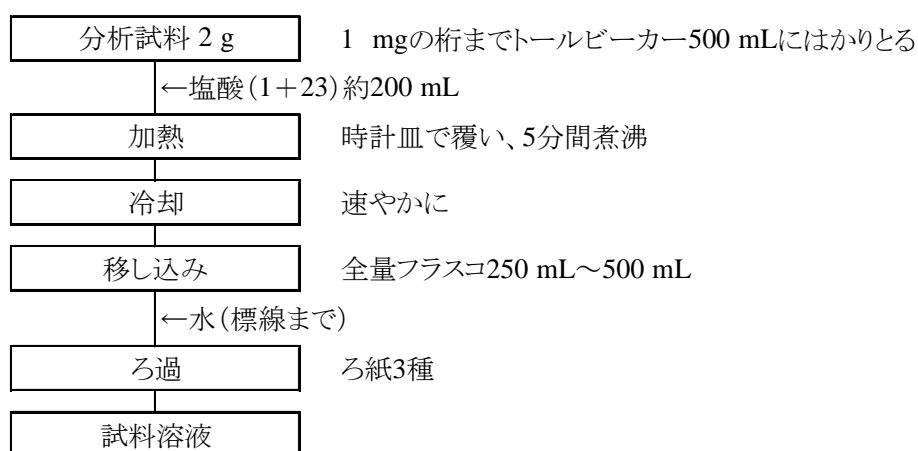 分析試料 2 g 1 mgの桁までトールビーカー500 mLにはかりとる
←塩酸(1+23)約200 mL
加熱 時計皿で覆い、5分間煮沸
冷却 速やかに
移し込み 全量フラスコ250 mL~500 mL
←水(標線まで)
ろ過 ろ紙3種
試料溶液